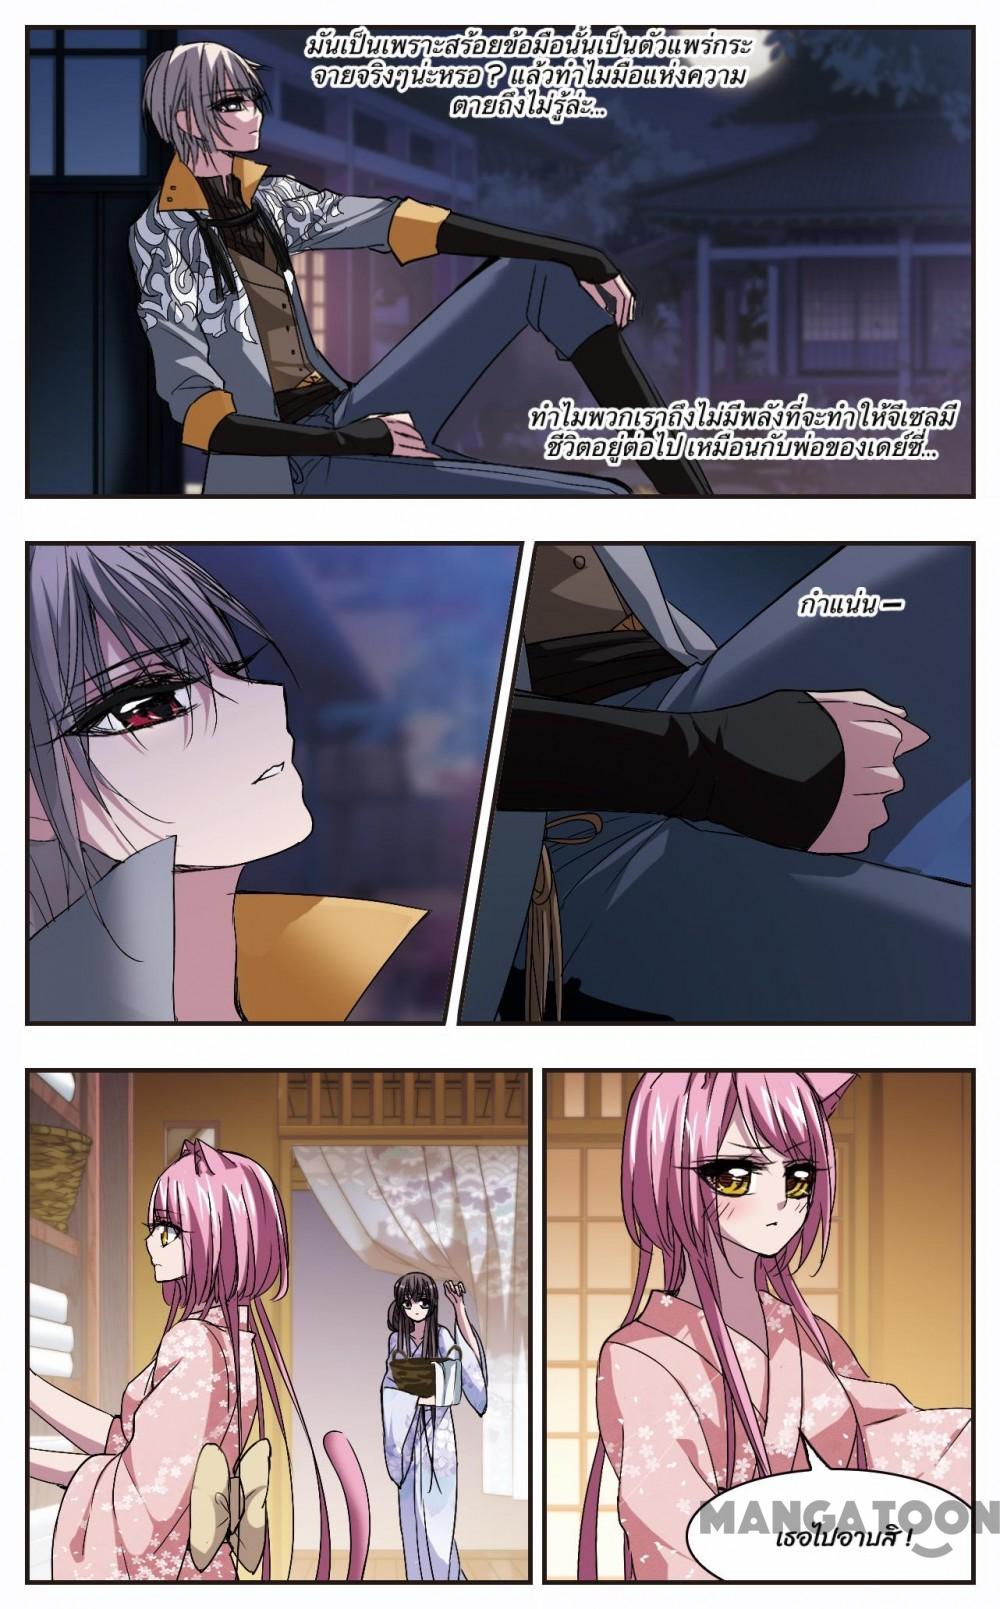 มันเป็นเพราะสร้อยข้อมือนั้นเป็นตัวแพร่กระ
จายจริงๆน่ะหรอ ? แล้วทำไมมือแห่งความ
ตายถึงไม่รู้ล่ะ...
ทำไมพวกเราถึงไม่มีพลังที่จะทำให้จีเซลมี
ชีวิตอยู่ต่อไป เหมือนกับพ่อของเดย์ซี่...
กำแน่น –
เธอไปอาบสิ !
MANGATOON